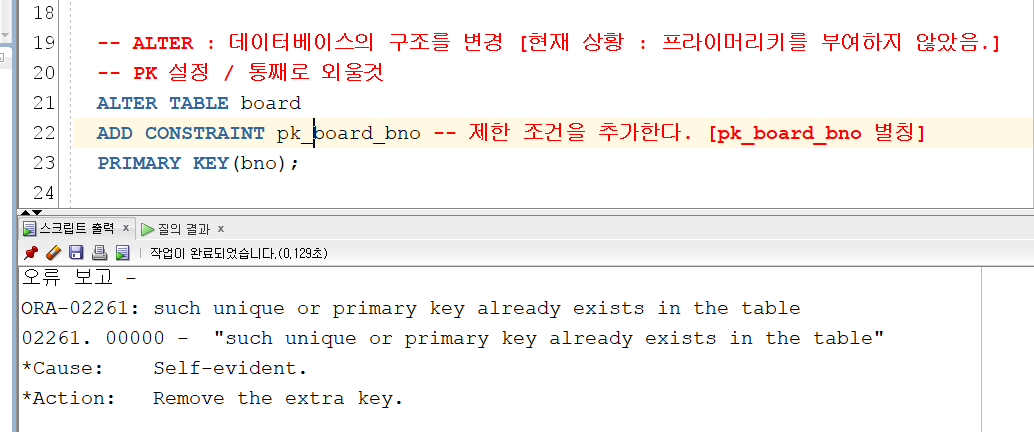 18
19 -- ALTER : 데이터베이스의 구조를 변경 [현재 상황 : 프라이머리키를 부여하지 않았음.]
20 -- PK 설정 / 통째로 외울것
21 ALTER TABLE board
22 ADD CONSTRAINT pk_board_bno -- 제한 조건을 추가한다. [pk_board_bno 별칭]
23 PRIMARY KEY(bno);
24
스크립트 출력 x 질의 결과 x
작업이 완료되었습니다.(0.129초)
오류 보고 -
ORA-02261: such unique or primary key already exists in the table
02261. 00000 - "such unique or primary key already exists in the table"
*Cause: Self-evident.
*Action: Remove the extra key.